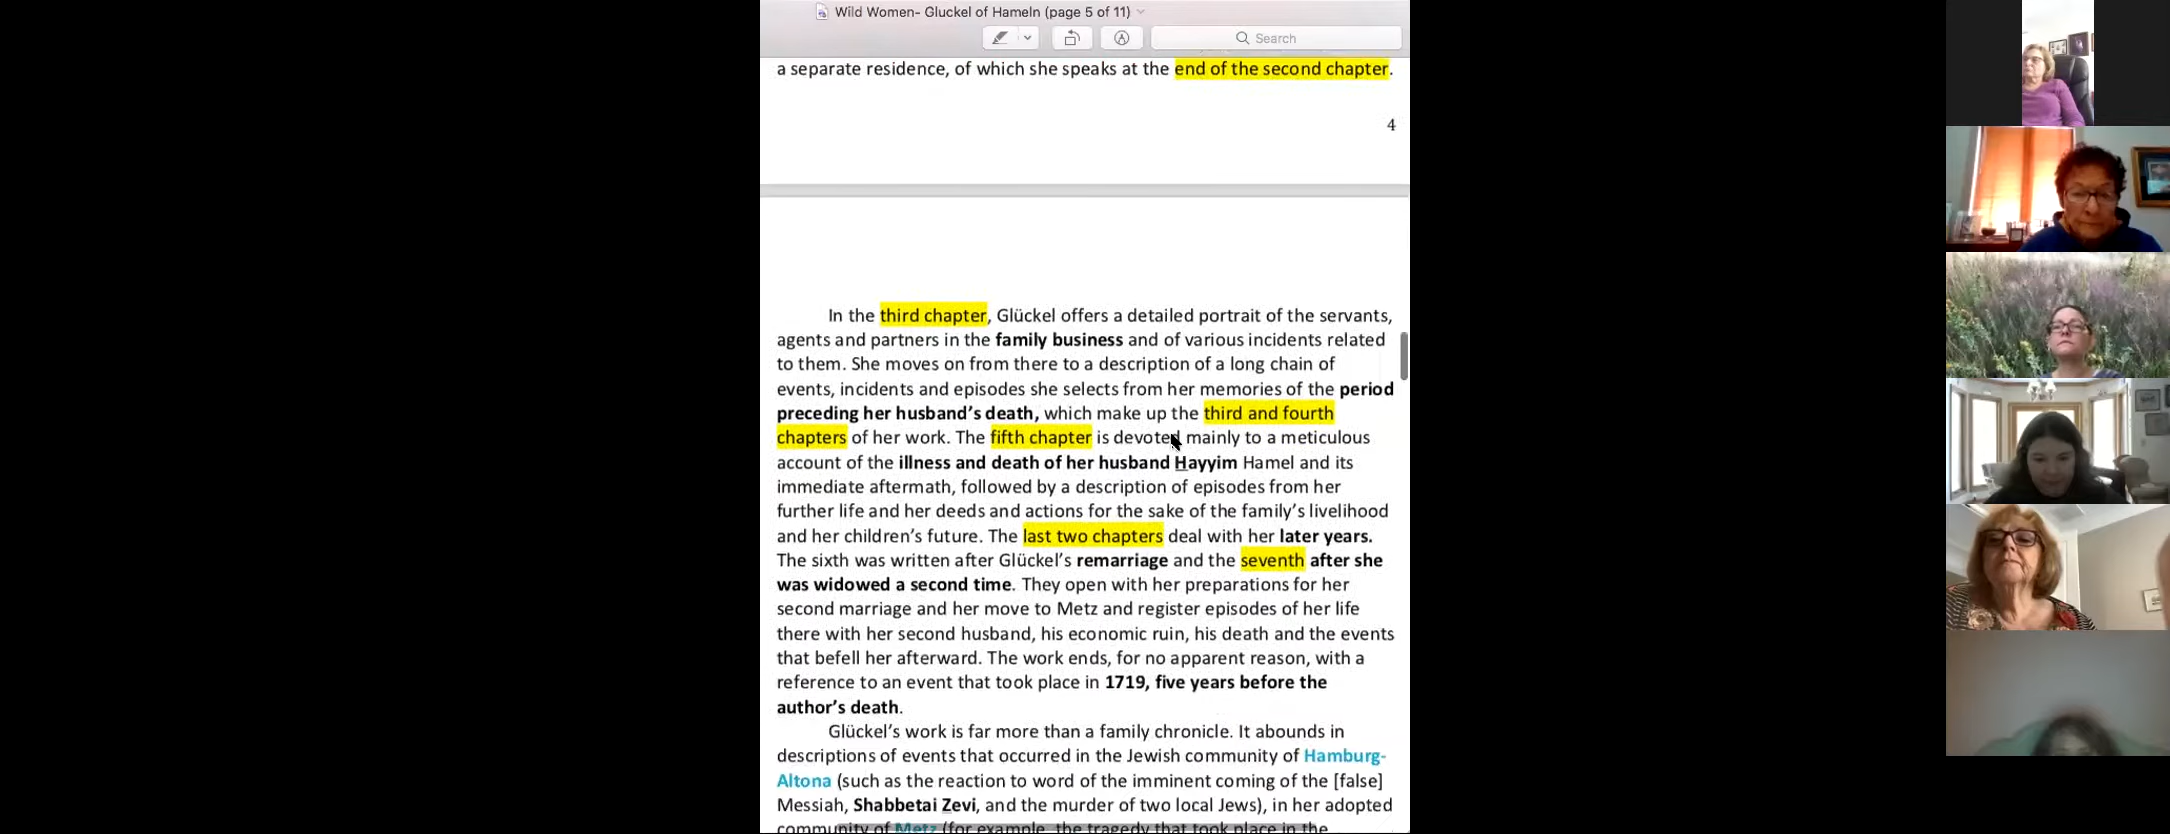 Wild Women- Gluckel of Hameln (page 5 of 11)
Search
a separate residence, of which she speaks at the end of the second chapter.
4
In the third chapter, Glückel offers a detailed portrait of the servants,
agents and partners in the family business and of various incidents related
to them. She moves on from there to a description of a long chain of
events, incidents and episodes she selects from her memories of the period
preceding her husband’s death, which make up the third and fourth
chapters of her work. The fifth chapter is devoted mainly to a meticulous
account of the illness and death of her husband Hayyim Hamel and its
immediate aftermath, followed by a description of episodes from her
further life and her deeds and actions for the sake of the family’s livelihood
and her children’s future. The last two chapters deal with her later years.
The sixth was written after Glückel’s remarriage and the seventh after she
was widowed a second time. They open with her preparations for her
second marriage and her move to Metz and register episodes of her life
there with her second husband, his economic ruin, his death and the events
that befell her afterward. The work ends, for no apparent reason, with a
reference to an event that took place in 1719, five years before the
author’s death.
Glückel’s work is far more than a family chronicle. It abounds in
descriptions of events that occurred in the Jewish community of Hamburg-
Altona (such as the reaction to word of the imminent coming of the [false]
Messiah, Shabbetai Zevi, and the murder of two local Jews), in her adopted
community of Metz (for example, the tragedy that took place in the